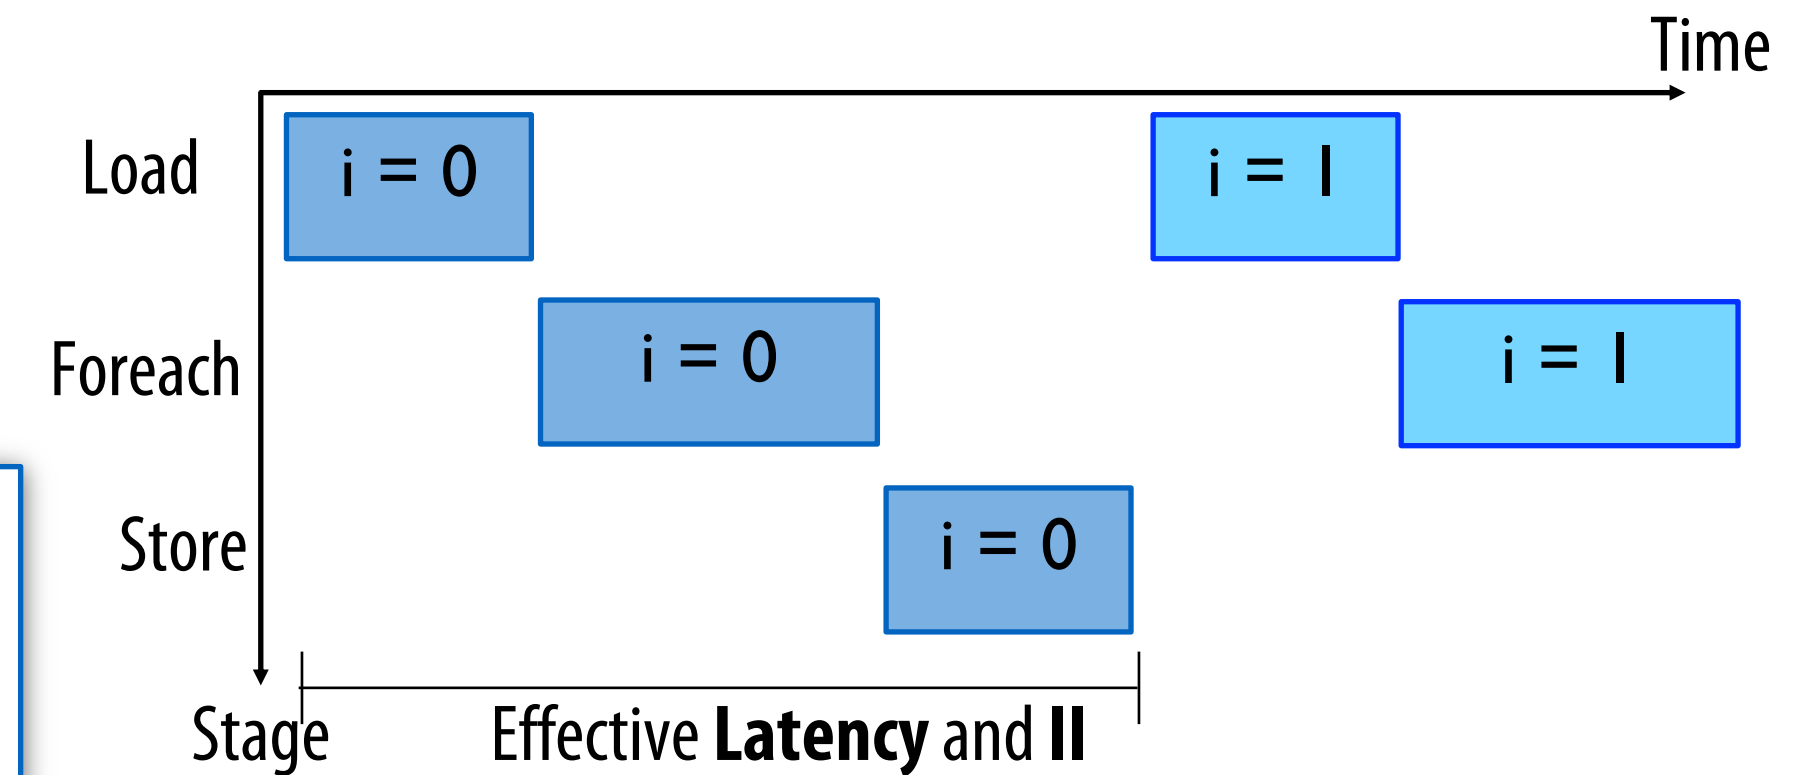 Time
Load
i = 0
i = 1
Foreach
i = 0
i = 1
Store
i = 0
Stage
Effective Latency and II